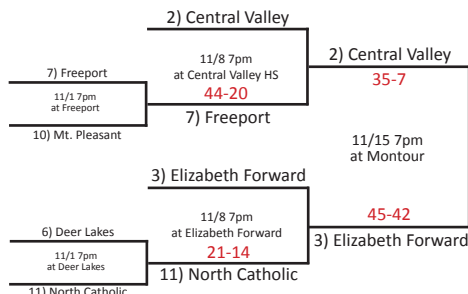 2) Central Valley
11/8 7pm
at Central Valley HS
44-20
7) Freeport
7) Freeport
11/1 7pm
at Freeport
10) Mt. Pleasant
2) Central Valley
35-7
11/15 7pm
at Montour
45-42
3) Elizabeth Forward
3) Elizabeth Forward
11/8 7pm
at Elizabeth Forward
21-14
11) North Catholic
6) Deer Lakes
11/1 7pm
at Deer Lakes
11) North Catholic